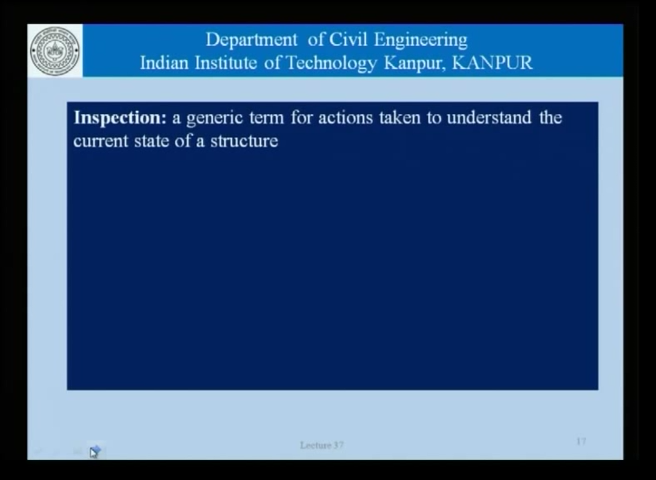 Department of Civil Engineering
Indian Institute of Technology Kanpur, KANPUR
Inspection: a generic term for actions taken to understand the
current state of a structure
Lecture 37
17